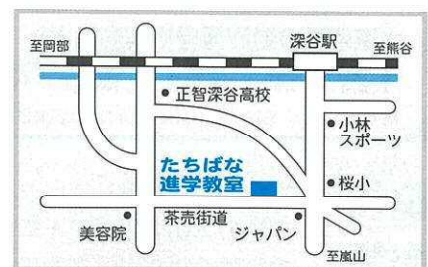 至岡部
深谷駅
至熊谷
正智深谷高校
小林
スポーツ
たちばな
進学教室
桜小
美容院
茶売街道
ジャパン
至嵐山